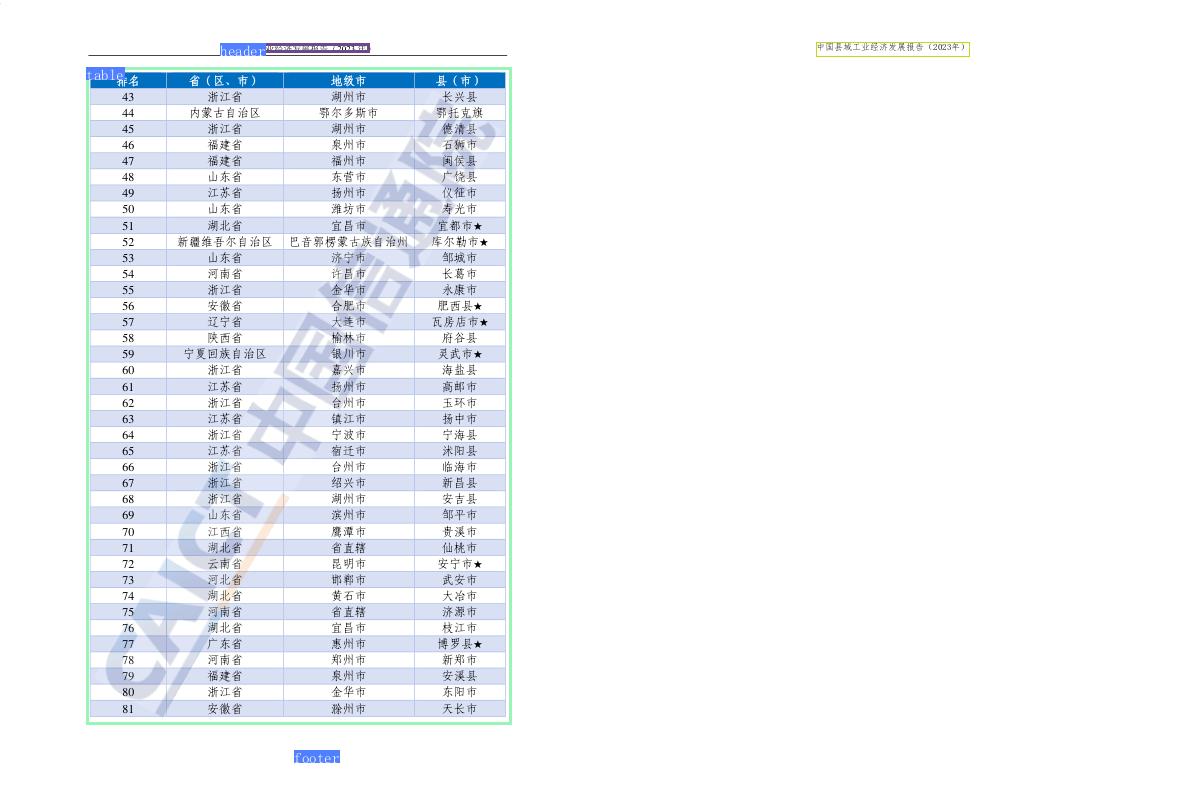 header
中国县域工业经济发展报告（2023年）
table
排名 省（区、市） 地级市 县（市）
43 浙江省 湖州市 长兴县
44 内蒙古自治区 鄂尔多斯市 鄂托克旗
45 浙江省 湖州市 德清县
46 福建省 泉州市 石狮市
47 福建省 福州市 闽侯县
48 山东省 东营市 广饶县
49 江苏省 扬州市 仪征市
50 山东省 潍坊市 寿光市
51 湖北省 宜昌市 宜都市★
52 新疆维吾尔自治区 巴音郭楞蒙古族自治州 库尔勒市★
53 山东省 济宁市 邹城市
54 河南省 许昌市 长葛市
55 浙江省 金华市 永康市
56 安徽省 合肥市 肥西县★
57 辽宁省 大连市 瓦房店市★
58 陕西省 榆林市 府谷县
59 宁夏回族自治区 银川市 灵武市★
60 浙江省 嘉兴市 海盐县
61 江苏省 扬州市 高邮市
62 浙江省 台州市 玉环市
63 江苏省 镇江市 扬中市
64 浙江省 宁波市 宁海县
65 江苏省 宿迁市 沭阳县
66 浙江省 台州市 临海市
67 浙江省 绍兴市 新昌县
68 浙江省 湖州市 安吉县
69 山东省 滨州市 邹平市
70 江西省 鹰潭市 贵溪市
71 湖北省 省直辖 仙桃市
72 云南省 昆明市 安宁市★
73 河北省 邯郸市 武安市
74 湖北省 黄石市 大冶市
75 河南省 省直辖 济源市
76 湖北省 宜昌市 枝江市
77 广东省 惠州市 博罗县★
78 河南省 郑州市 新郑市
79 福建省 泉州市 安溪县
80 浙江省 金华市 东阳市
81 安徽省 滁州市 天长市
CAICT 中国信通院
footer